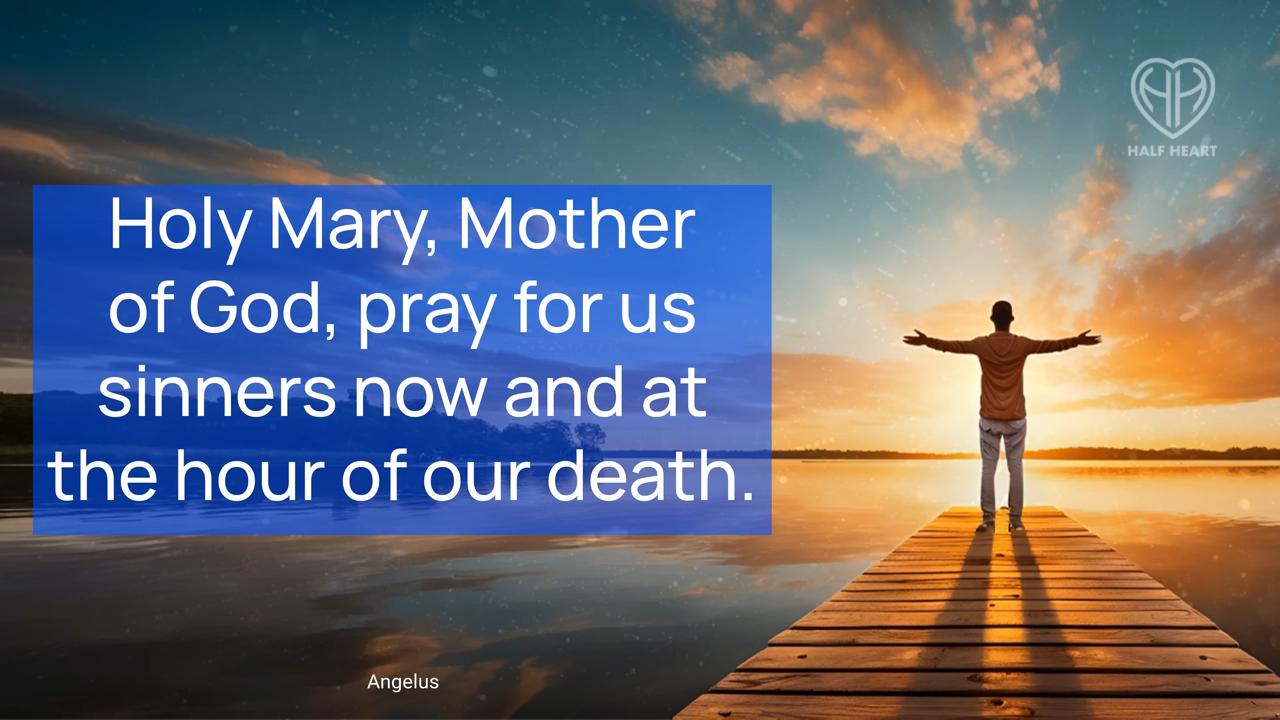 HALF HEART
Holy Mary, Mother
of God, pray for us
sinners now and at
the hour of our death.
Angelus